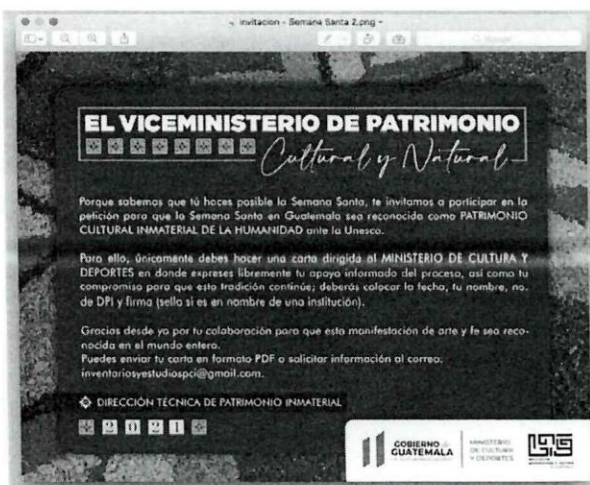 invitacion - Semana Santa 2.png
EL VICEMINISTERIO DE PATRIMONIO
Cultural y Natural
Porque sabemos que tú haces posible la Semana Santa, te invitamos a participar en la
petición para que la Semana Santa en Guatemala sea reconocida como PATRIMONIO
CULTURAL INMATERIAL DE LA HUMANIDAD ante la Unesco.
Para ello, únicamente debes hacer una carta dirigida al MINISTERIO DE CULTURA Y
DEPORTES en donde expreses libremente tu apoyo informado del proceso, así como tu
compromiso para que esta tradición continúe; deberás colocar la fecha, tu nombre, no.
de DPI y firma (sello si es en nombre de una institución).
Gracias desde ya por tu colaboración para que esta manifestación de arte y fe sea reco-
nocida en el mundo entero.
Puedes enviar tu carta en formato PDF o solicitar información al correo:
inventariosyestudiospci@gmail.com.
DIRECCIÓN TÉCNICA DE PATRIMONIO INMATERIAL
2 0 2 1
GOBIERNO de
GUATEMALA
MINISTERIO
DE CULTURA
Y DEPORTES